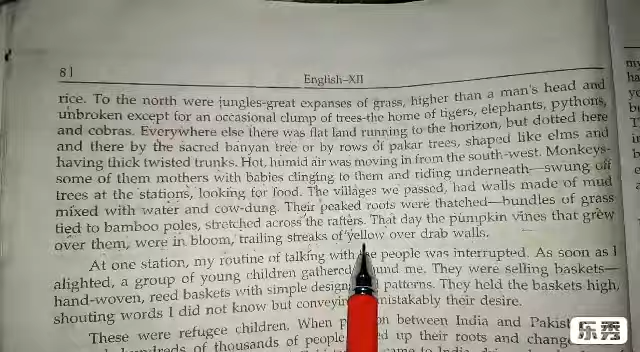 8]
English-XII
rice. To the north were jungles-great expanses of grass, higher than a man's head and
unbroken except for an occasional clump of trees-the home of tigers, elephants, pythons,
and cobras. Everywhere else there was flat land running to the horizon, but dotted here
and there by the sacred banyan tree or by rows of pakar trees, shaped like elms and
having thick twisted trunks. Hot, humid air was moving in from the south-west. Monkeys-
some of them mothers with babies clinging to them and riding underneath—swung off
trees at the stations, looking for food. The villages we passed, had walls made of mud
mixed with water and cow-dung. Their peaked roots were thatched—bundles of grass
tied to bamboo poles, stretched across the rafters. That day the pumpkin vines that grew
over them, were in bloom, trailing streaks of yellow over drab walls.
At one station, my routine of talking with the people was interrupted. As soon as I
alighted, a group of young children gathered around me. They were selling baskets—
hand-woven, reed baskets with simple designs patterns. They held the baskets high,
shouting words I did not know but conveying unmistakably their desire.
These were refugee children. When between India and Pakis
hundreds of thousands of people up their roots and chang
乐秀